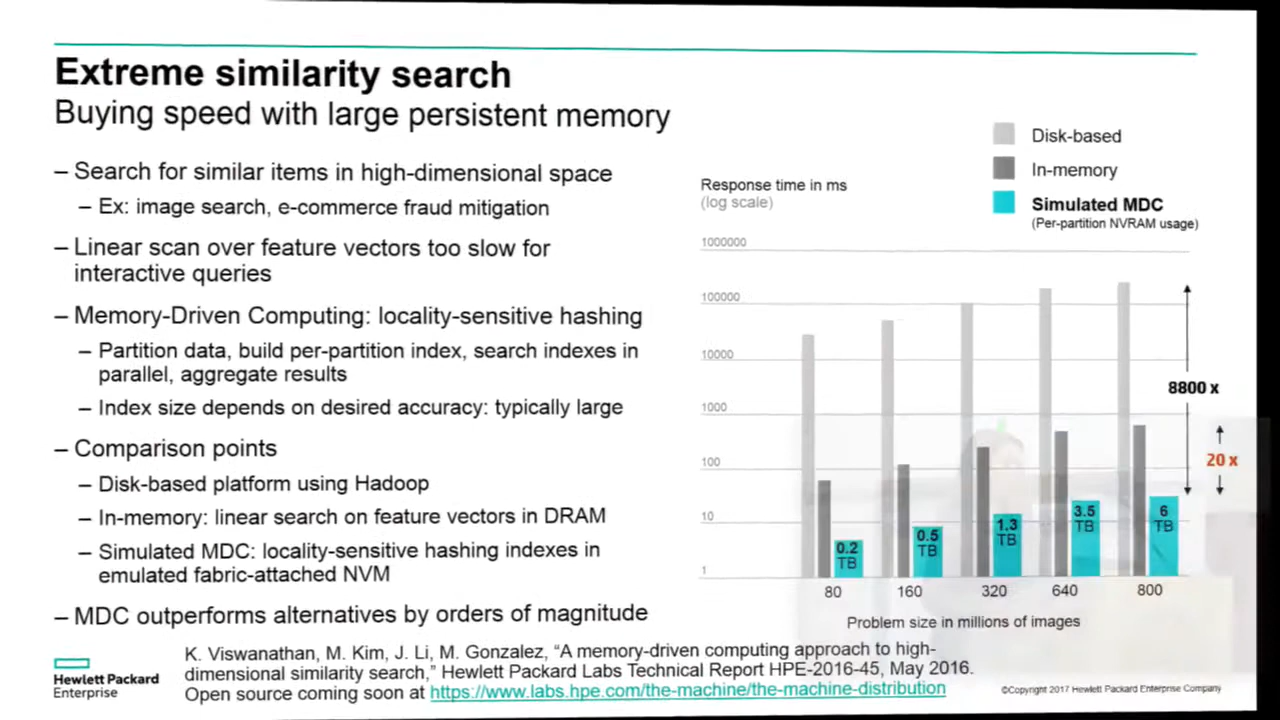 Extreme similarity search
Buying speed with large persistent memory
– Search for similar items in high-dimensional space
– Ex: image search, e-commerce fraud mitigation
– Linear scan over feature vectors too slow for
interactive queries
– Memory-Driven Computing: locality-sensitive hashing
– Partition data, build per-partition index, search indexes in
parallel, aggregate results
– Index size depends on desired accuracy: typically large
– Comparison points
– Disk-based platform using Hadoop
– In-memory: linear search on feature vectors in DRAM
– Simulated MDC: locality-sensitive hashing indexes in
emulated fabric-attached NVM
– MDC outperforms alternatives by orders of magnitude
Disk-based
In-memory
Simulated MDC
(Per-partition NVRAM usage)
Response time in ms
(log scale)
1000000
100000
10000
1000
100
10
1
8800 x
20 x
0.2
TB
0.5
TB
1.3
TB
3.5
TB
6
TB
80 160 320 640 800
Problem size in millions of images
K. Viswanathan, M. Kim, J. Li, M. Gonzalez, “A memory-driven computing approach to high-
dimensional similarity search,” Hewlett Packard Labs Technical Report HPE-2016-45, May 2016.
Open source coming soon at https://www.labs.hpe.com/the-machine/the-machine-distribution
Hewlett Packard
Enterprise
©Copyright 2017 Hewlett Packard Enterprise Company